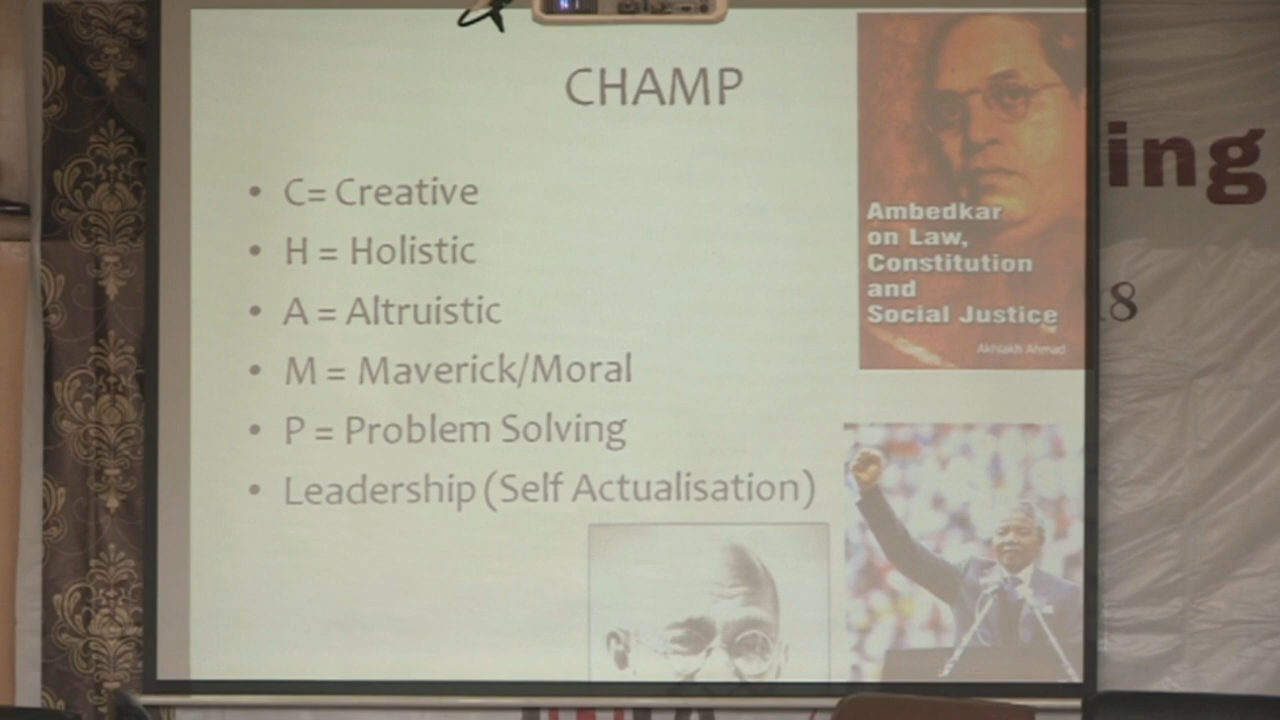 CHAMP
• C= Creative
• H = Holistic
• A = Altruistic
• M = Maverick/Moral
• P = Problem Solving
• Leadership (Self Actualisation)
Ambedkar
on Law,
Constitution
and
Social Justice
Akhlakh Ahmad
ing
18